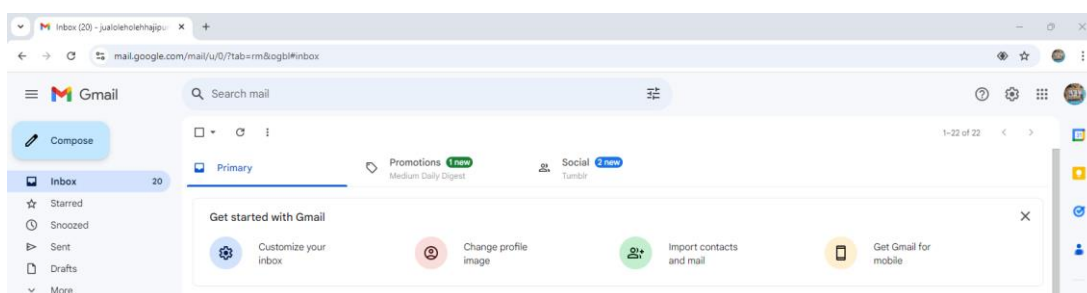 Inbox (20) - jualoleholehhajipu
mail.google.com/mail/u/0/?tab=rm&ogbl#inbox
Gmail
Search mail
Compose
1–22 of 22
Primary
Promotions 1 new
Medium Daily Digest
Social 2 new
Tumblr
Inbox 20
Starred
Snoozed
Sent
Drafts
More
Get started with Gmail
Customize your
inbox
Change profile
image
Import contacts
and mail
Get Gmail for
mobile